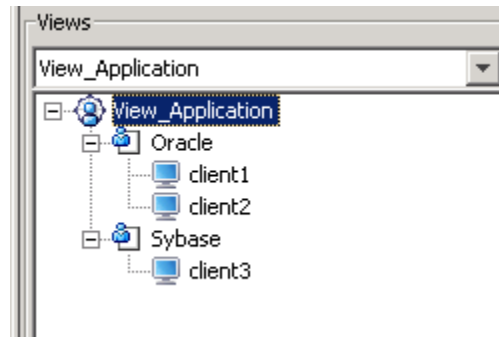 Views
View_Application
View_Application
Oracle
client1
client2
Sybase
client3